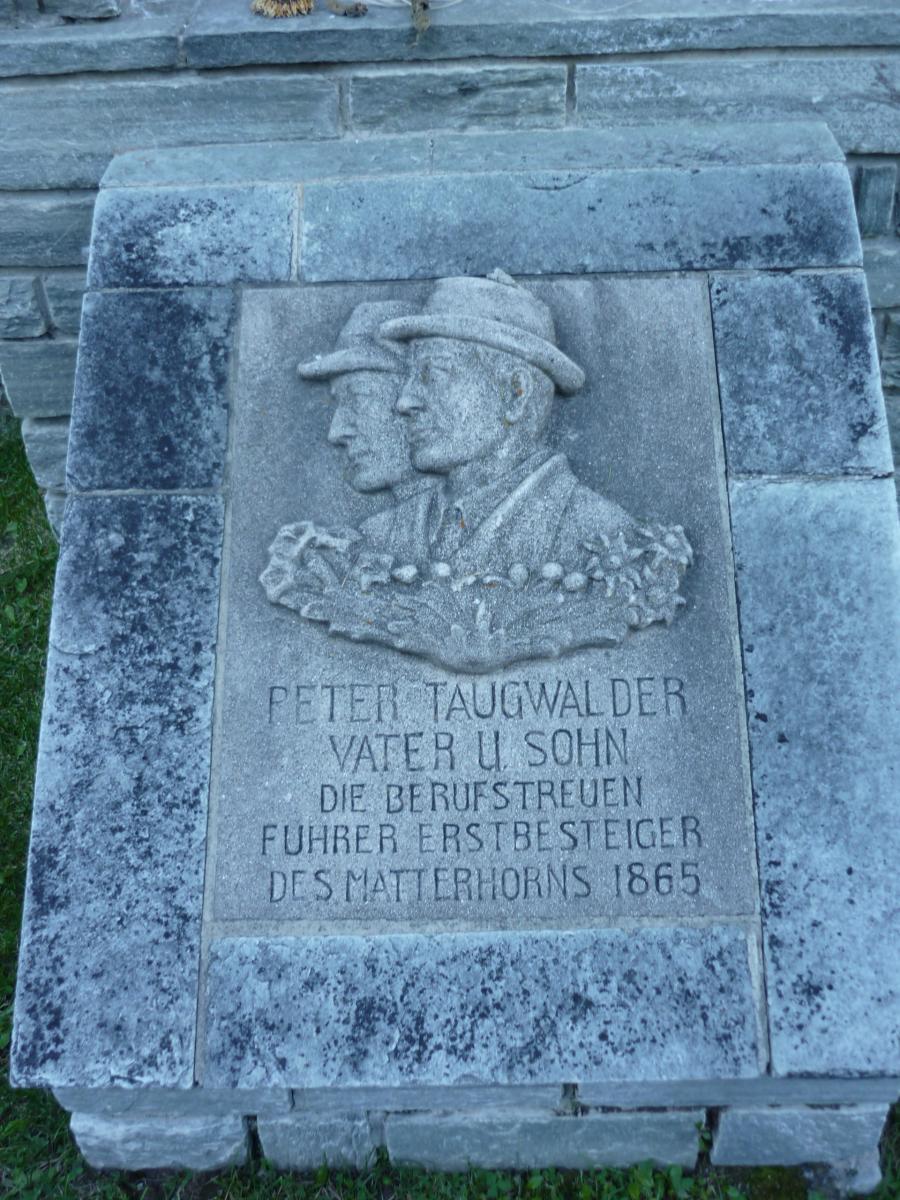 PETER TAUGWALDER
VATER U. SOHN
DIE BERUFSTREUEN
FUHRER ERSTBESTEIGER
DES MATTERHORNS 1865